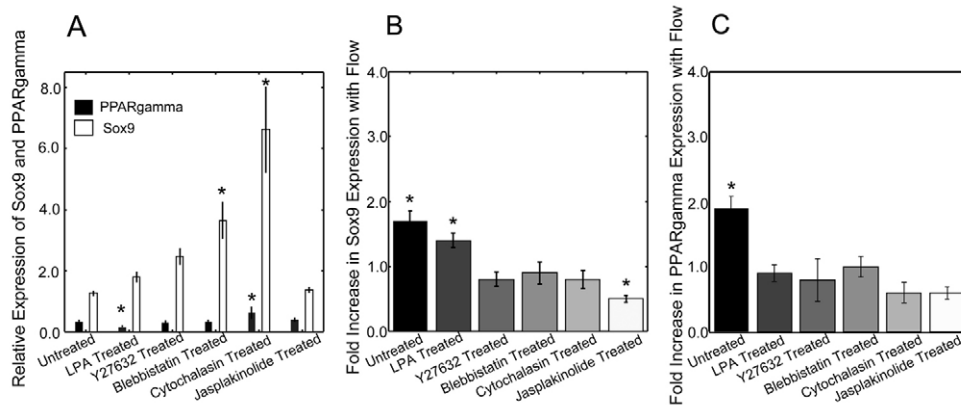 A
Relative Expression of Sox9 and PPARgamma
8.0
6.0
4.0
2.0
0.0
PPARgamma
Sox9
*
*
*
*
Untreated
LPA Treated
Y27632 Treated
Blebbistatin Treated
Cytochalasin Treated
Jasplakinolide Treated
B
Fold Increase in Sox9 Expression with Flow
4.0
3.0
2.0
1.0
0.0
*
*
*
Untreated
LPA Treated
Y27632 Treated
Blebbistatin Treated
Cytochalasin Treated
Jasplakinolide Treated
C
Fold Increase in PPARgamma Expression with Flow
4.0
3.0
2.0
1.0
0.0
*
Untreated
LPA Treated
Y27632 Treated
Blebbistatin Treated
Cytochalasin Treated
Jasplakinolide Treated